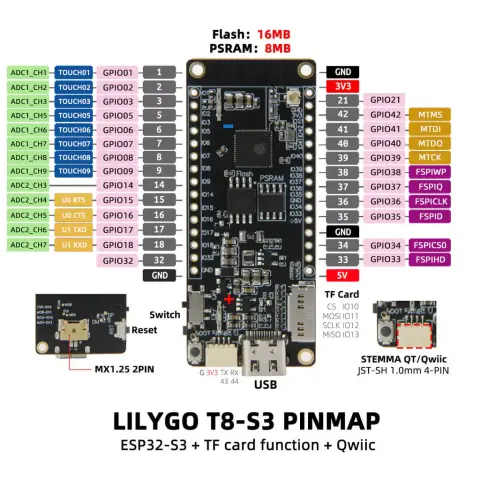 Flash: 16MB
PSRAM: 8MB
ADC1_CH1 TOUCH01 GPIO01 1
ADC1_CH2 TOUCH02 GPIO02 2
ADC1_CH3 TOUCH03 GPIO03 3
ADC1_CH5 TOUCH05 GPIO05 5
ADC1_CH6 TOUCH06 GPIO06 6
ADC1_CH7 TOUCH07 GPIO07 7
ADC1_CH8 TOUCH08 GPIO08 8
ADC1_CH9 TOUCH09 GPIO09 9
ADC2_CH3 GPIO14 14
ADC2_CH4 U0 RTS GPIO15 15
ADC2_CH5 U0 CTS GPIO16 16
ADC2_CH6 U1 TXD GPIO17 17
ADC2_CH7 U1 RXD GPIO18 18
GPIO32 32
GND
GND
3V3
21 GPIO21
42 GPIO42 MTMS
41 GPIO41 MTDI
40 GPIO40 MTDO
39 GPIO39 MTCK
38 GPIO38 FSPIWP
37 GPIO37 FSPIQ
36 GPIO36 FSPICLK
35 GPIO35 FSPID
GND
34 GPIO34 FSPICS0
33 GPIO33 FSPIHD
5V
Flash
PSRAM
Switch
Reset
MX1.25 2PIN
G 3V3 TX RX
43 44
USB
TF Card
CS IO10
MOSI IO11
SCLK IO12
MISO IO13
STEMMA QT/Qwiic
JST-SH 1.0mm 4-PIN
LILYGO T8-S3 PINMAP
ESP32-S3 + TF card function + Qwiic